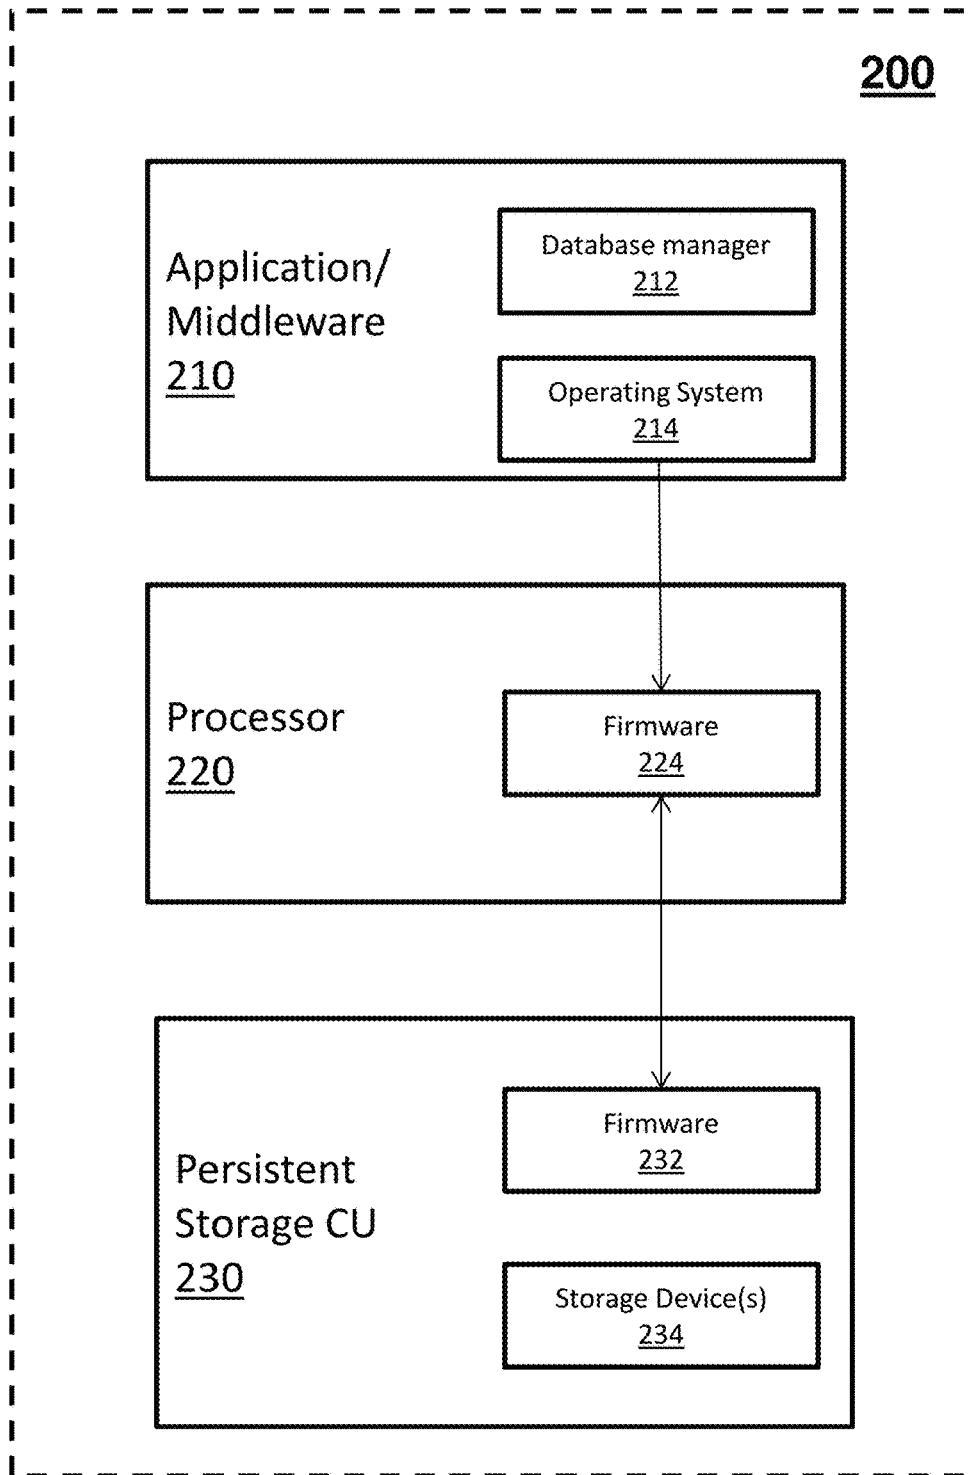 200
Application/
Middleware
210
Database manager
212
Operating System
214
Processor
220
Firmware
224
Persistent
Storage CU
230
Firmware
232
Storage Device(s)
234